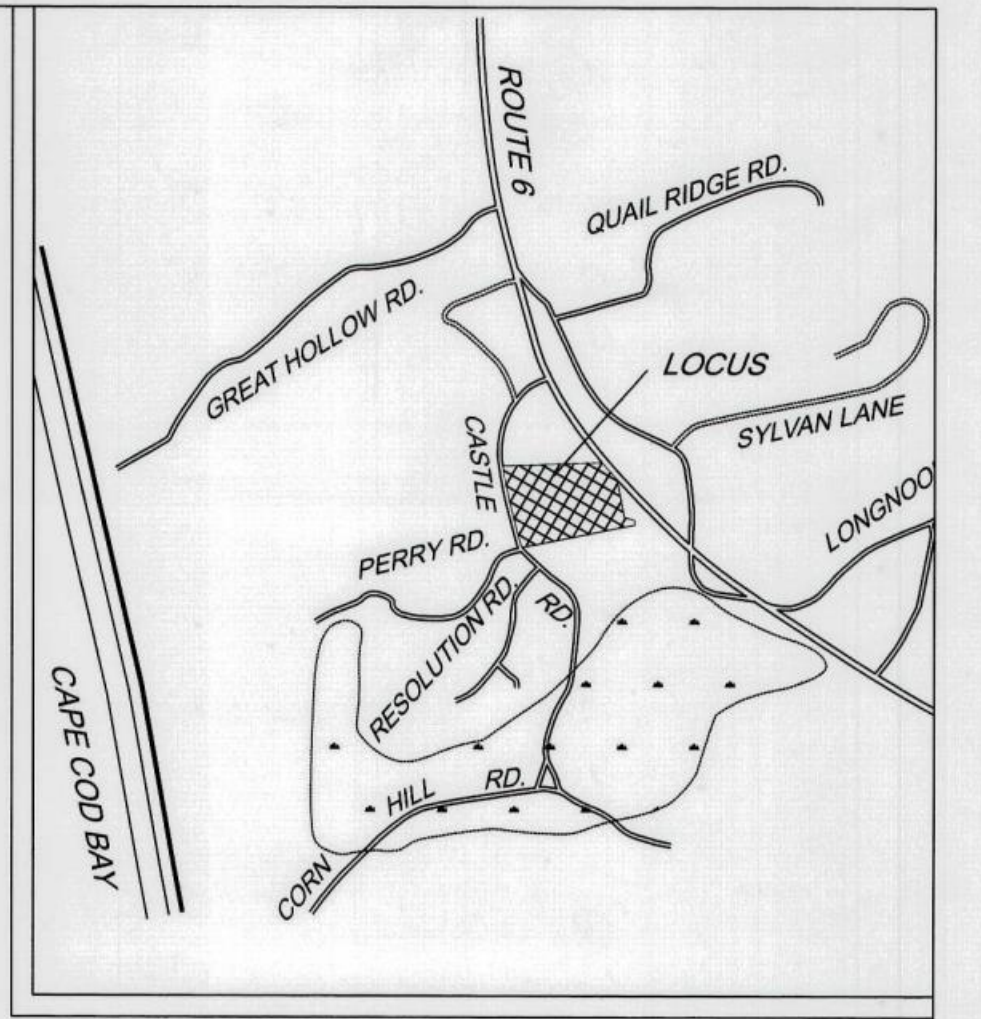 ROUTE 6
QUAIL RIDGE RD.
GREAT HOLLOW RD.
LOCUS
SYLVAN LANE
CASTLE
LONGNOO
PERRY RD.
RD.
RESOLUTION RD.
CAPE COD BAY
RD.
HILL
CORN